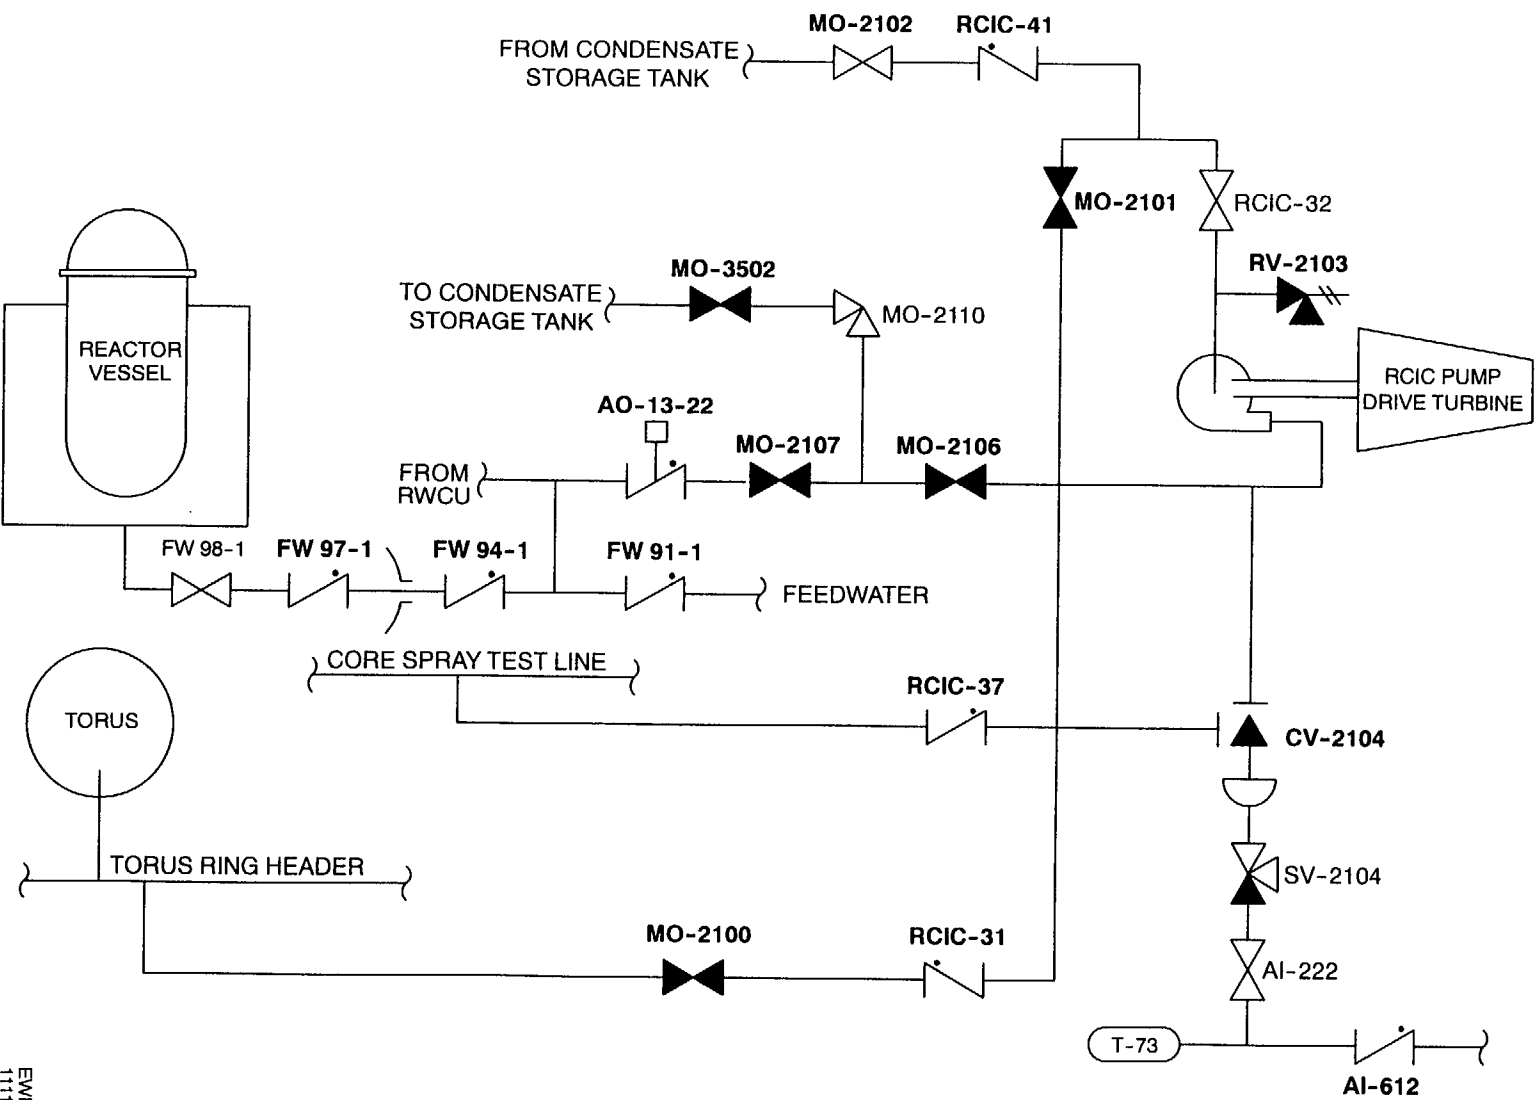 MO-2102
RCIC-41
FROM CONDENSATE
STORAGE TANK
MO-2101
RCIC-32
RV-2103
MO-3502
TO CONDENSATE
STORAGE TANK
MO-2110
REACTOR
VESSEL
RCIC PUMP
DRIVE TURBINE
AO-13-22
MO-2107
MO-2106
FROM
RWCU
FW 98-1
FW 97-1
FW 94-1
FW 91-1
FEEDWATER
CORE SPRAY TEST LINE
RCIC-37
TORUS
CV-2104
TORUS RING HEADER
SV-2104
MO-2100
RCIC-31
AI-222
T-73
AI-612